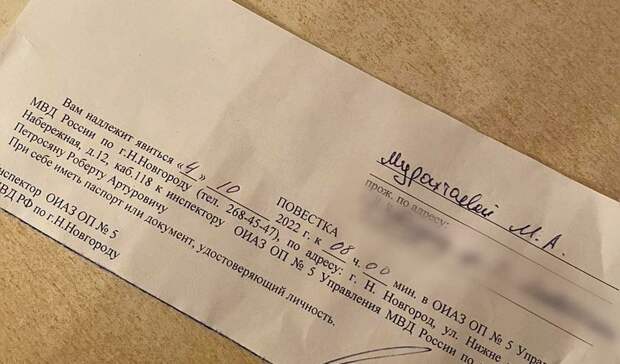 Мурахтаевой М. А.
прож. по адресу:
ПОВЕСТКА
Вам надлежит явиться «4» 10 2022 г. к 08 ч. 00 мин. в ОИАЗ ОП № 5 Управления
МВД России по г.Н.Новгороду (тел. 268-45-47), по адресу: г. Н. Новгород, ул. Нижне
Набережная, д.12, каб.118 к инспектору ОИАЗ ОП № 5 Управления МВД России по
Петросяну Роберту Артуровичу
При себе иметь паспорт или документ, удостоверяющий личность.
нспектор ОИАЗ ОП № 5
МВД РФ по г.Н.Новгороду